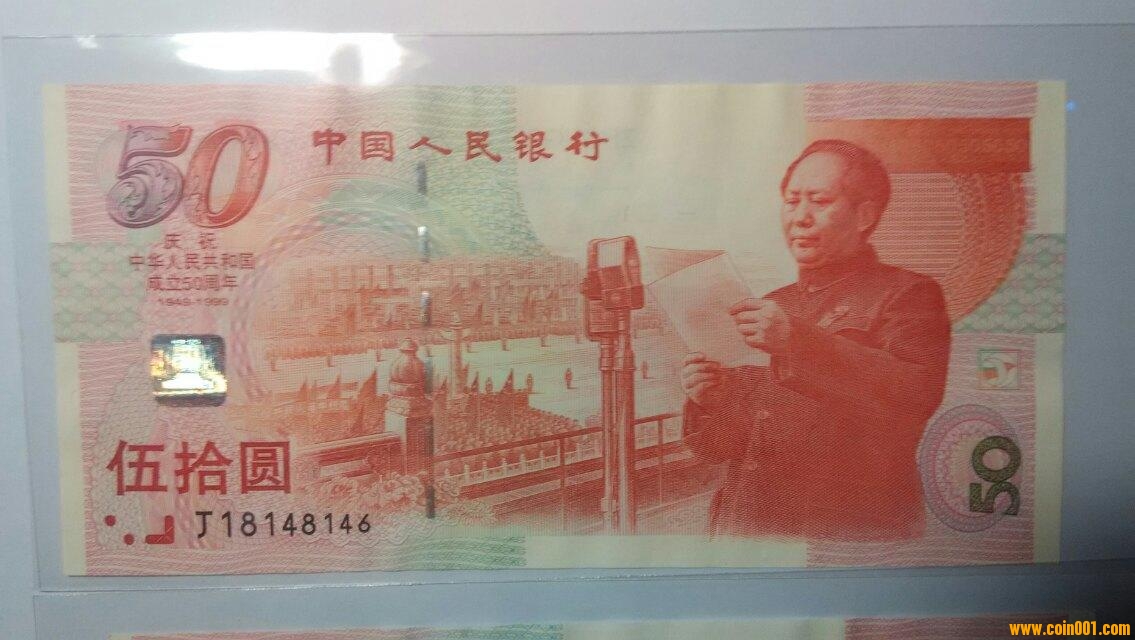 50
中国人民银行
庆祝
中华人民共和国
成立50周年
1949-1999
伍拾圆
J18148146
50
www.coin001.com